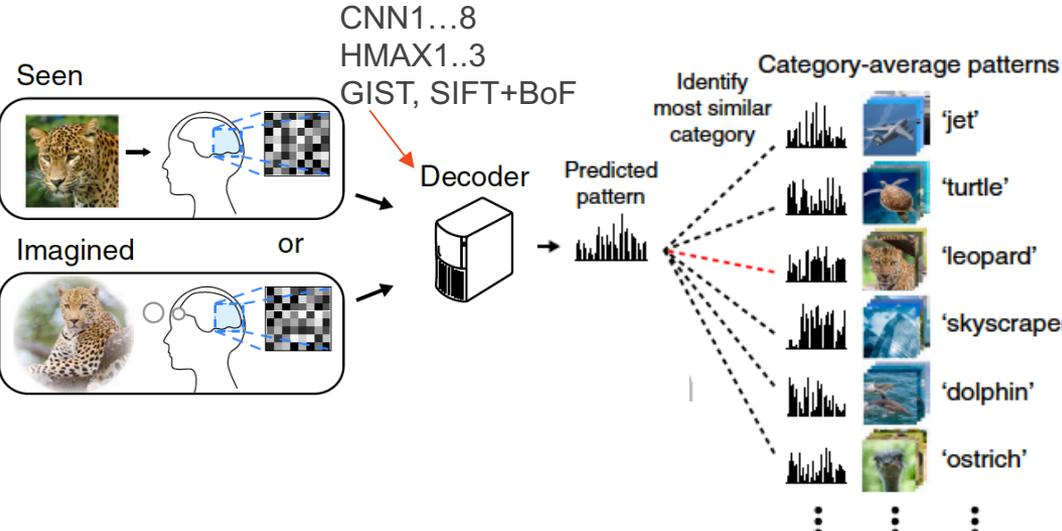 CNN1…8
HMAX1..3
GIST, SIFT+BoF
Seen
Imagined
or
Decoder
Predicted
pattern
Identify
most similar
category
Category-average patterns
‘jet’
‘turtle’
‘leopard’
‘skyscrape
‘dolphin’
‘ostrich’